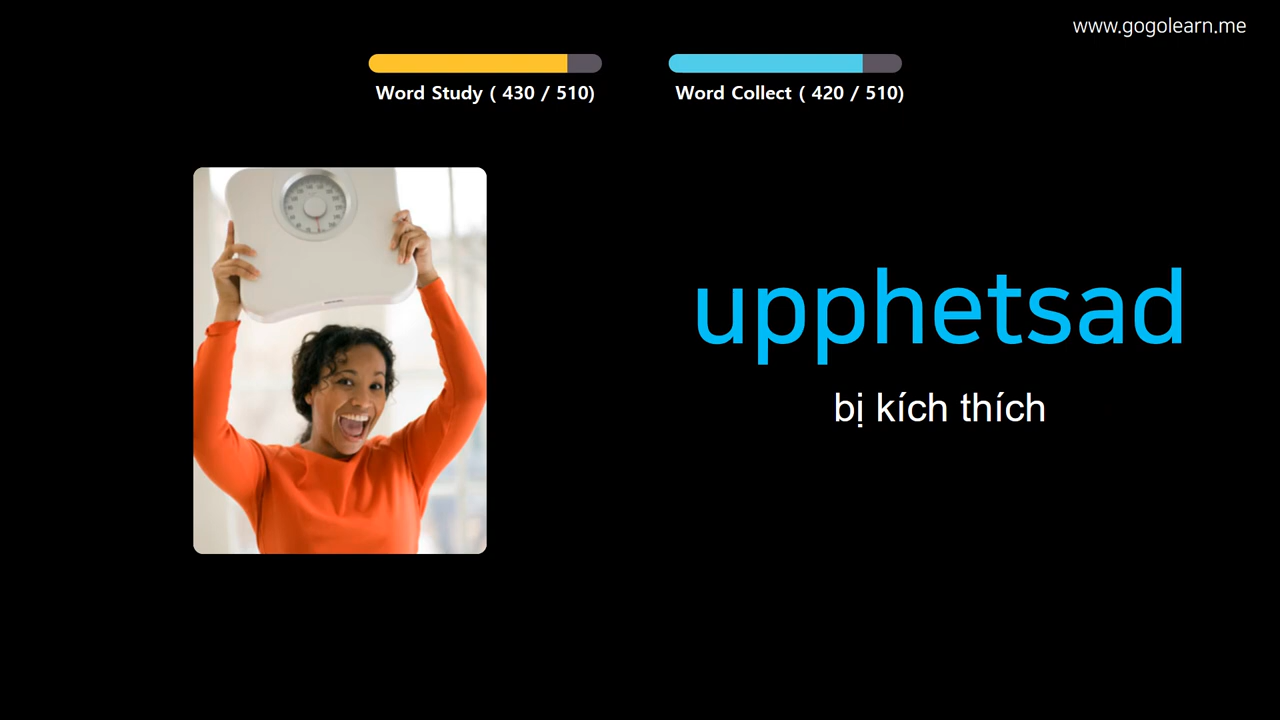 www.gogolearn.me
Word Study ( 430 / 510)
Word Collect ( 420 / 510)
upphetsad
bị kích thích